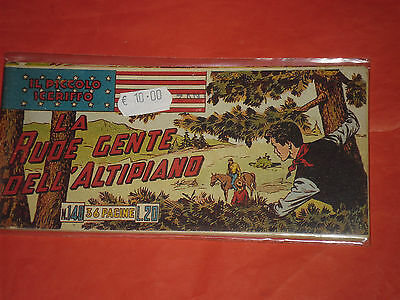 IL PICCOLO
SCERIFFO
€ 10.00
LA
RUDE GENTE
DELL'ALTIPIANO
N.148 36 PAGINE L.20